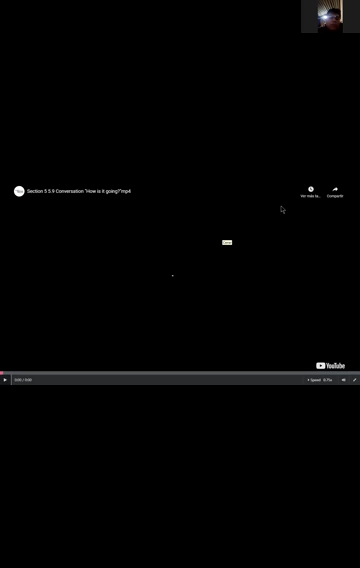 Section 5 5.9 Conversation "How is it going?"mp4
Ver más ta...
Compartir
YouTube
0:00 / 0:00
Speed 0.75x